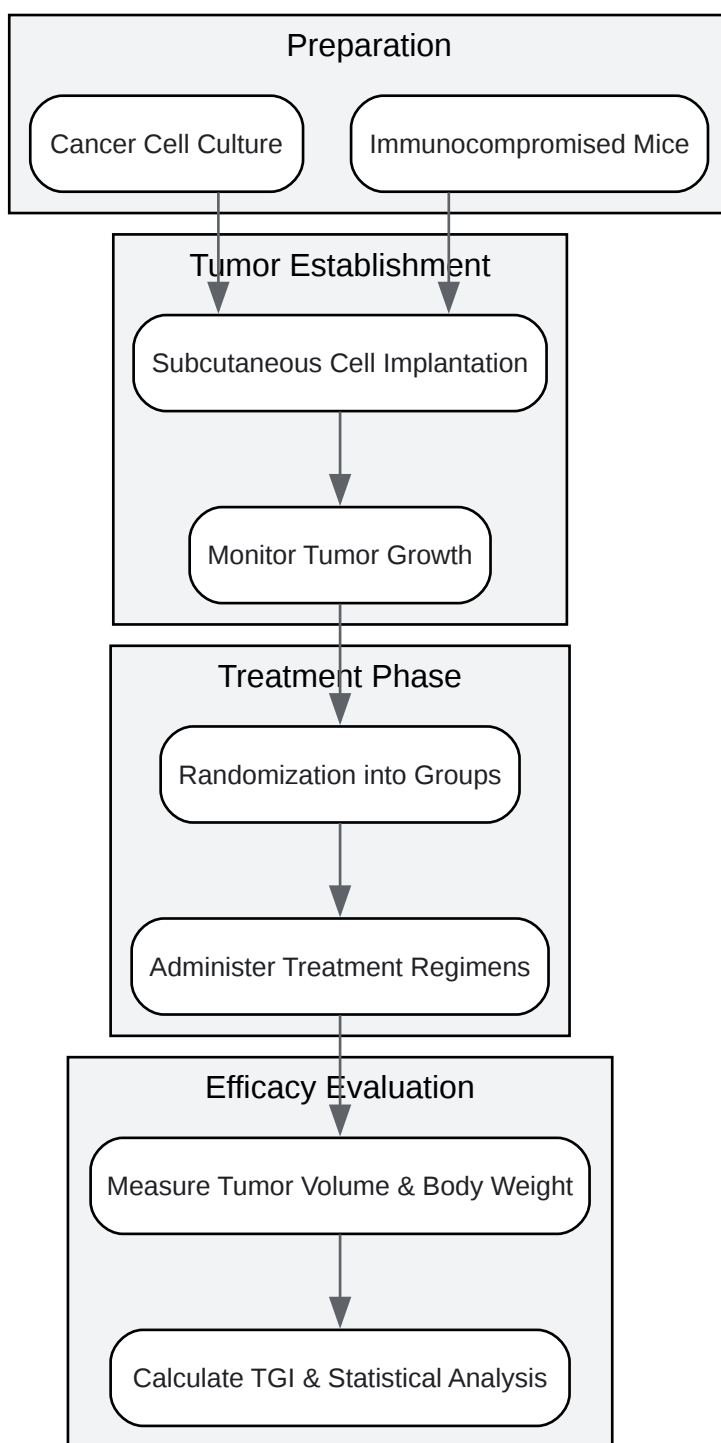 Preparation
Cancer Cell Culture
Immunocompromised Mice
Tumor Establishment
Subcutaneous Cell Implantation
Monitor Tumor Growth
Treatment Phase
Randomization into Groups
Administer Treatment Regimens
Efficacy Evaluation
Measure Tumor Volume & Body Weight
Calculate TGI & Statistical Analysis